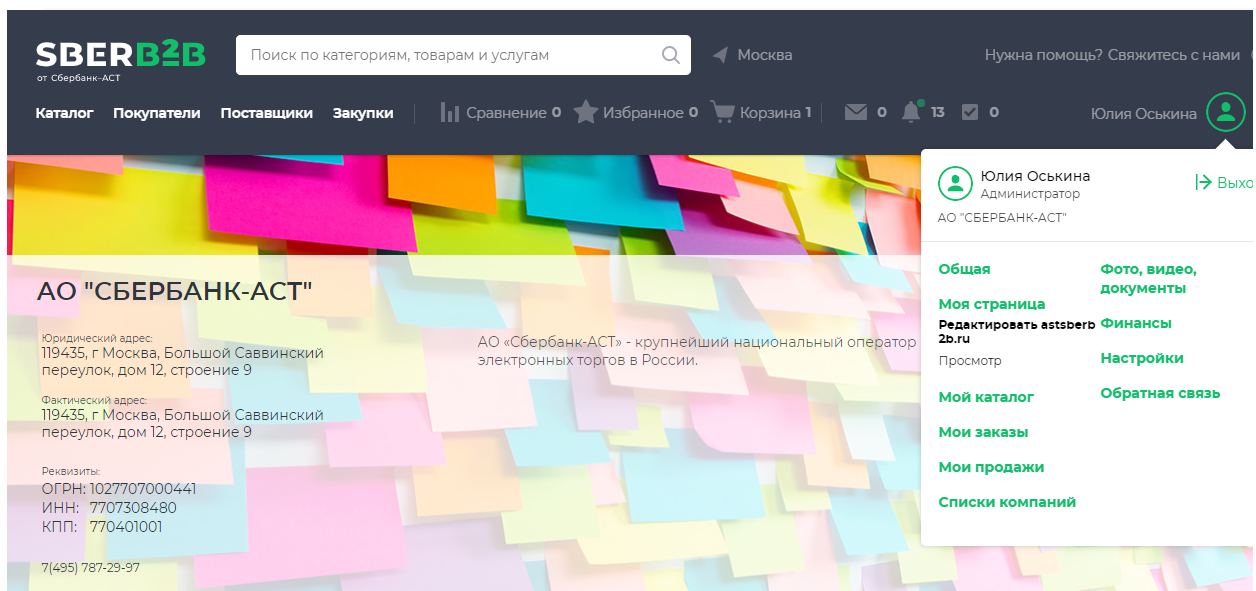 SBERB2B
от Сбербанк-АСТ
Поиск по категориям, товарам и услугам
Москва
Нужна помощь? Свяжитесь с нами
Каталог Покупатели Поставщики Закупки
Сравнение 0 Избранное 0 Корзина 1 0 13 0
Юлия Оськина
Юлия Оськина
Администратор
Выхо
АО "СБЕРБАНК-АСТ"
Общая
Моя страница
Редактировать astsberb
2b.ru
Просмотр
Мой каталог
Мои заказы
Мои продажи
Списки компаний
Фото, видео,
документы
Финансы
Настройки
Обратная связь
АО "СБЕРБАНК-АСТ"
Юридический адрес:
119435, г Москва, Большой Саввинский
переулок, дом 12, строение 9
Фактический адрес:
119435, г Москва, Большой Саввинский
переулок, дом 12, строение 9
Реквизиты:
ОГРН: 1027707000441
ИНН: 7707308480
КПП: 770401001
7(495) 787-29-97
АО «Сбербанк-АСТ» - крупнейший национальный оператор
электронных торгов в России.